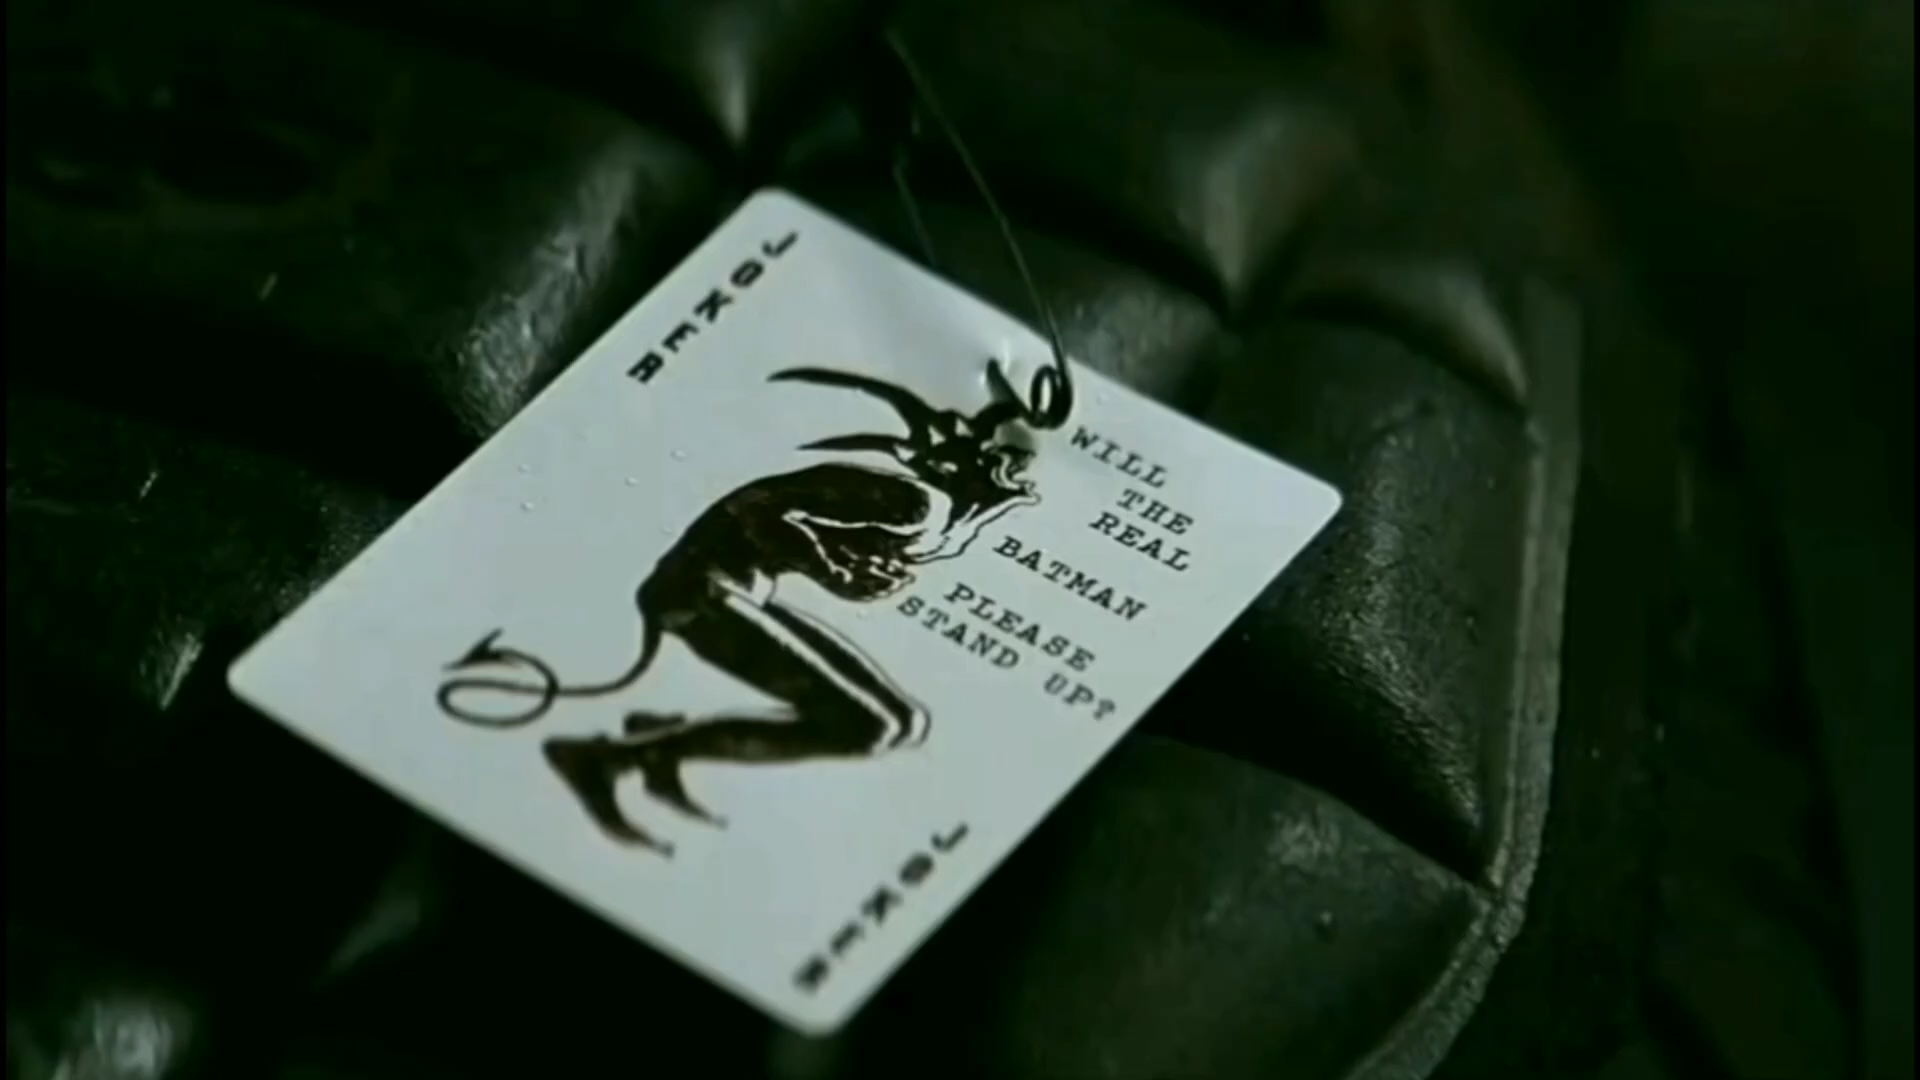 JOKER
WILL
THE
REAL
BATMAN
PLEASE
STAND UP?
JOKER